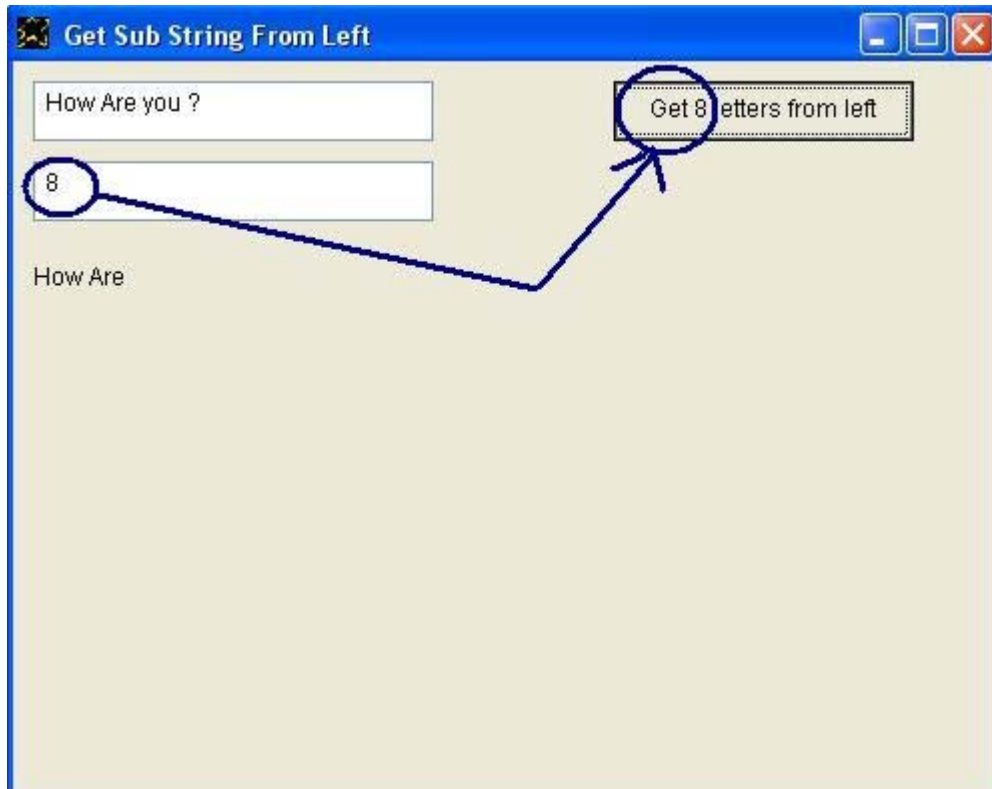 Get Sub String From Left
How Are you ?
Get 8 letters from left
8
How Are